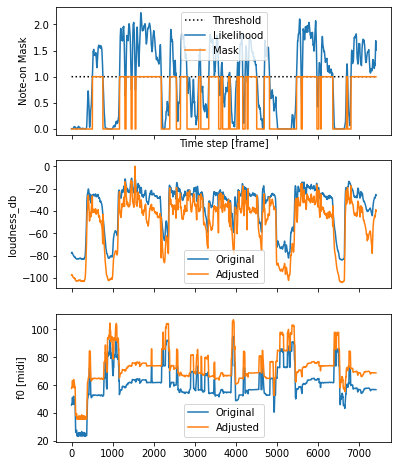 2.0
1.5
1.0
0.5
0.0
Note-on Mask
Threshold
Likelihood
Mask
Time step [frame]
0
−20
−40
−60
−80
−100
loudness_db
Original
Adjusted
100
80
60
40
20
f0 [midi]
Original
Adjusted
0 1000 2000 3000 4000 5000 6000 7000